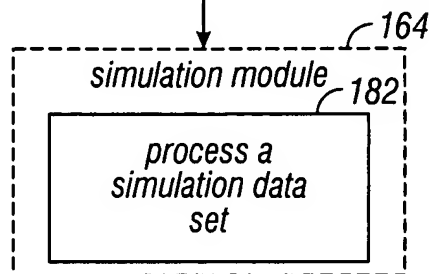 164
simulation module
182
process a
simulation data
set